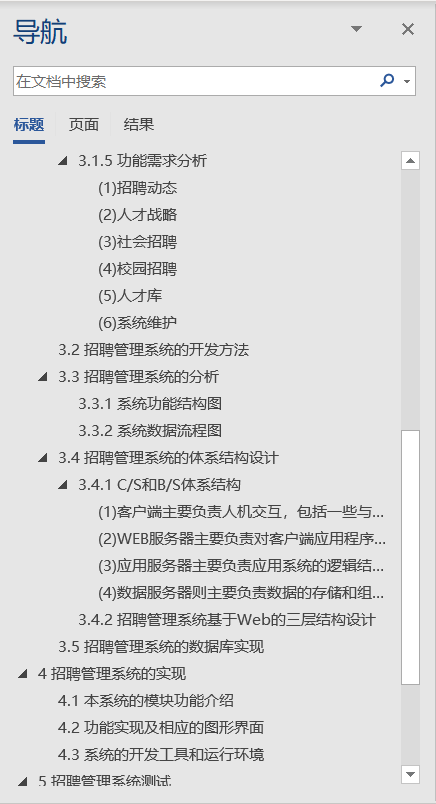 导航
在文档中搜索
标题 页面 结果
3.1.5 功能需求分析
(1)招聘动态
(2)人才战略
(3)社会招聘
(4)校园招聘
(5)人才库
(6)系统维护
3.2 招聘管理系统的开发方法
3.3 招聘管理系统的分析
3.3.1 系统功能结构图
3.3.2 系统数据流程图
3.4 招聘管理系统的体系结构设计
3.4.1 C/S和B/S体系结构
(1)客户端主要负责人机交互，包括一些与...
(2)WEB服务器主要负责对客户端应用程序...
(3)应用服务器主要负责应用系统的逻辑结...
(4)数据服务器则主要负责数据的存储和组...
3.4.2 招聘管理系统基于Web的三层结构设计
3.5 招聘管理系统的数据库实现
4 招聘管理系统的实现
4.1 本系统的模块功能介绍
4.2 功能实现及相应的图形界面
4.3 系统的开发工具和运行环境
5 招聘管理系统测试